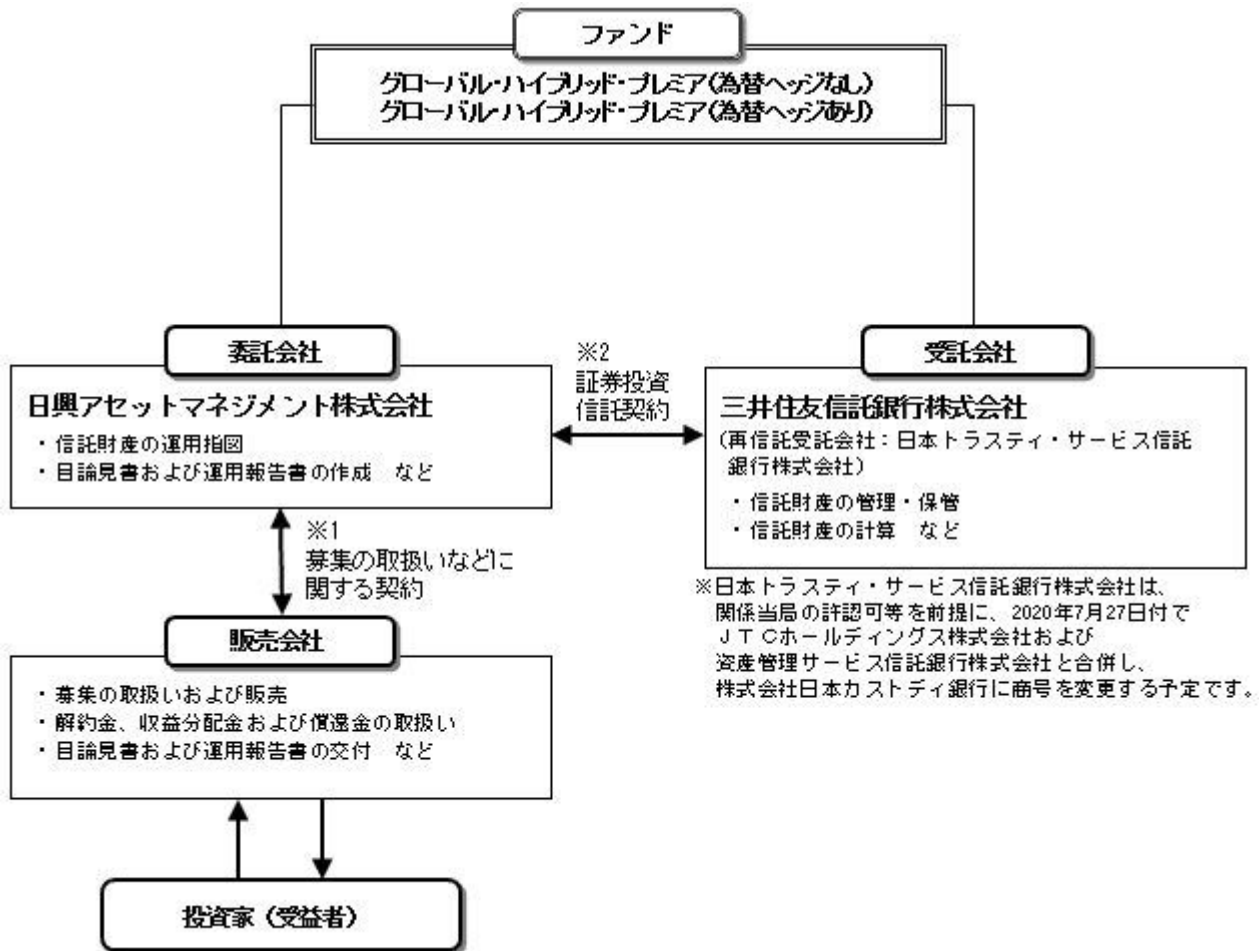 ファンド
グローバル・ハイブリッド・プレミア(為替ヘッジなし)
グローバル・ハイブリッド・プレミア(為替ヘッジあり)
委託会社
日興アセットマネジメント株式会社
・信託財産の運用指図
・目論見書および運用報告書の作成 など
※2
証券投資
信託契約
受託会社
三井住友信託銀行株式会社
(再信託受託会社:日本トラスティ・サービス信託
銀行株式会社)
・信託財産の管理・保管
・信託財産の計算 など
※1
募集の取扱いなどに
関する契約
※日本トラスティ・サービス信託銀行株式会社は、
関係当局の許認可等を前提に、2020年7月27日付で
JTCホールディングス株式会社および
資産管理サービス信託銀行株式会社と合併し、
株式会社日本カストディ銀行に商号を変更する予定です。
販売会社
・募集の取扱いおよび販売
・解約金、収益分配金および償還金の取扱い
・目論見書および運用報告書の交付 など
投資家(受益者)